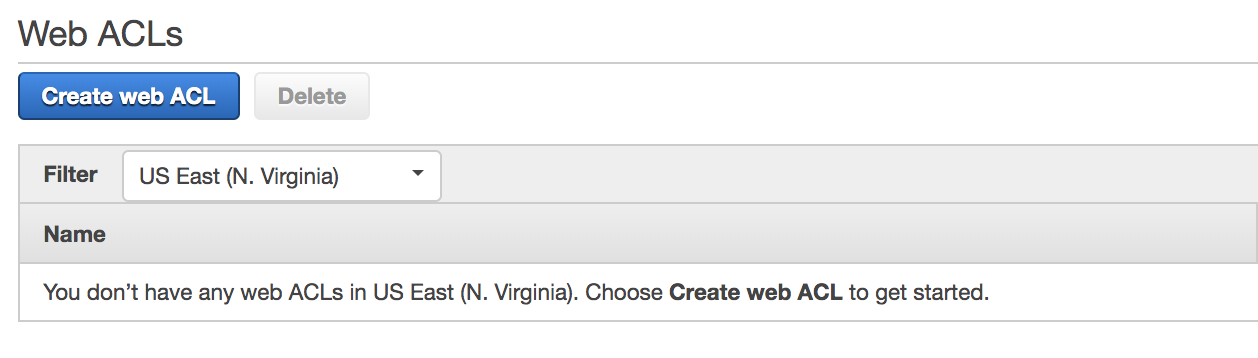 Web ACLs
Create web ACL Delete
Filter US East (N. Virginia)
Name
You don’t have any web ACLs in US East (N. Virginia). Choose Create web ACL to get started.